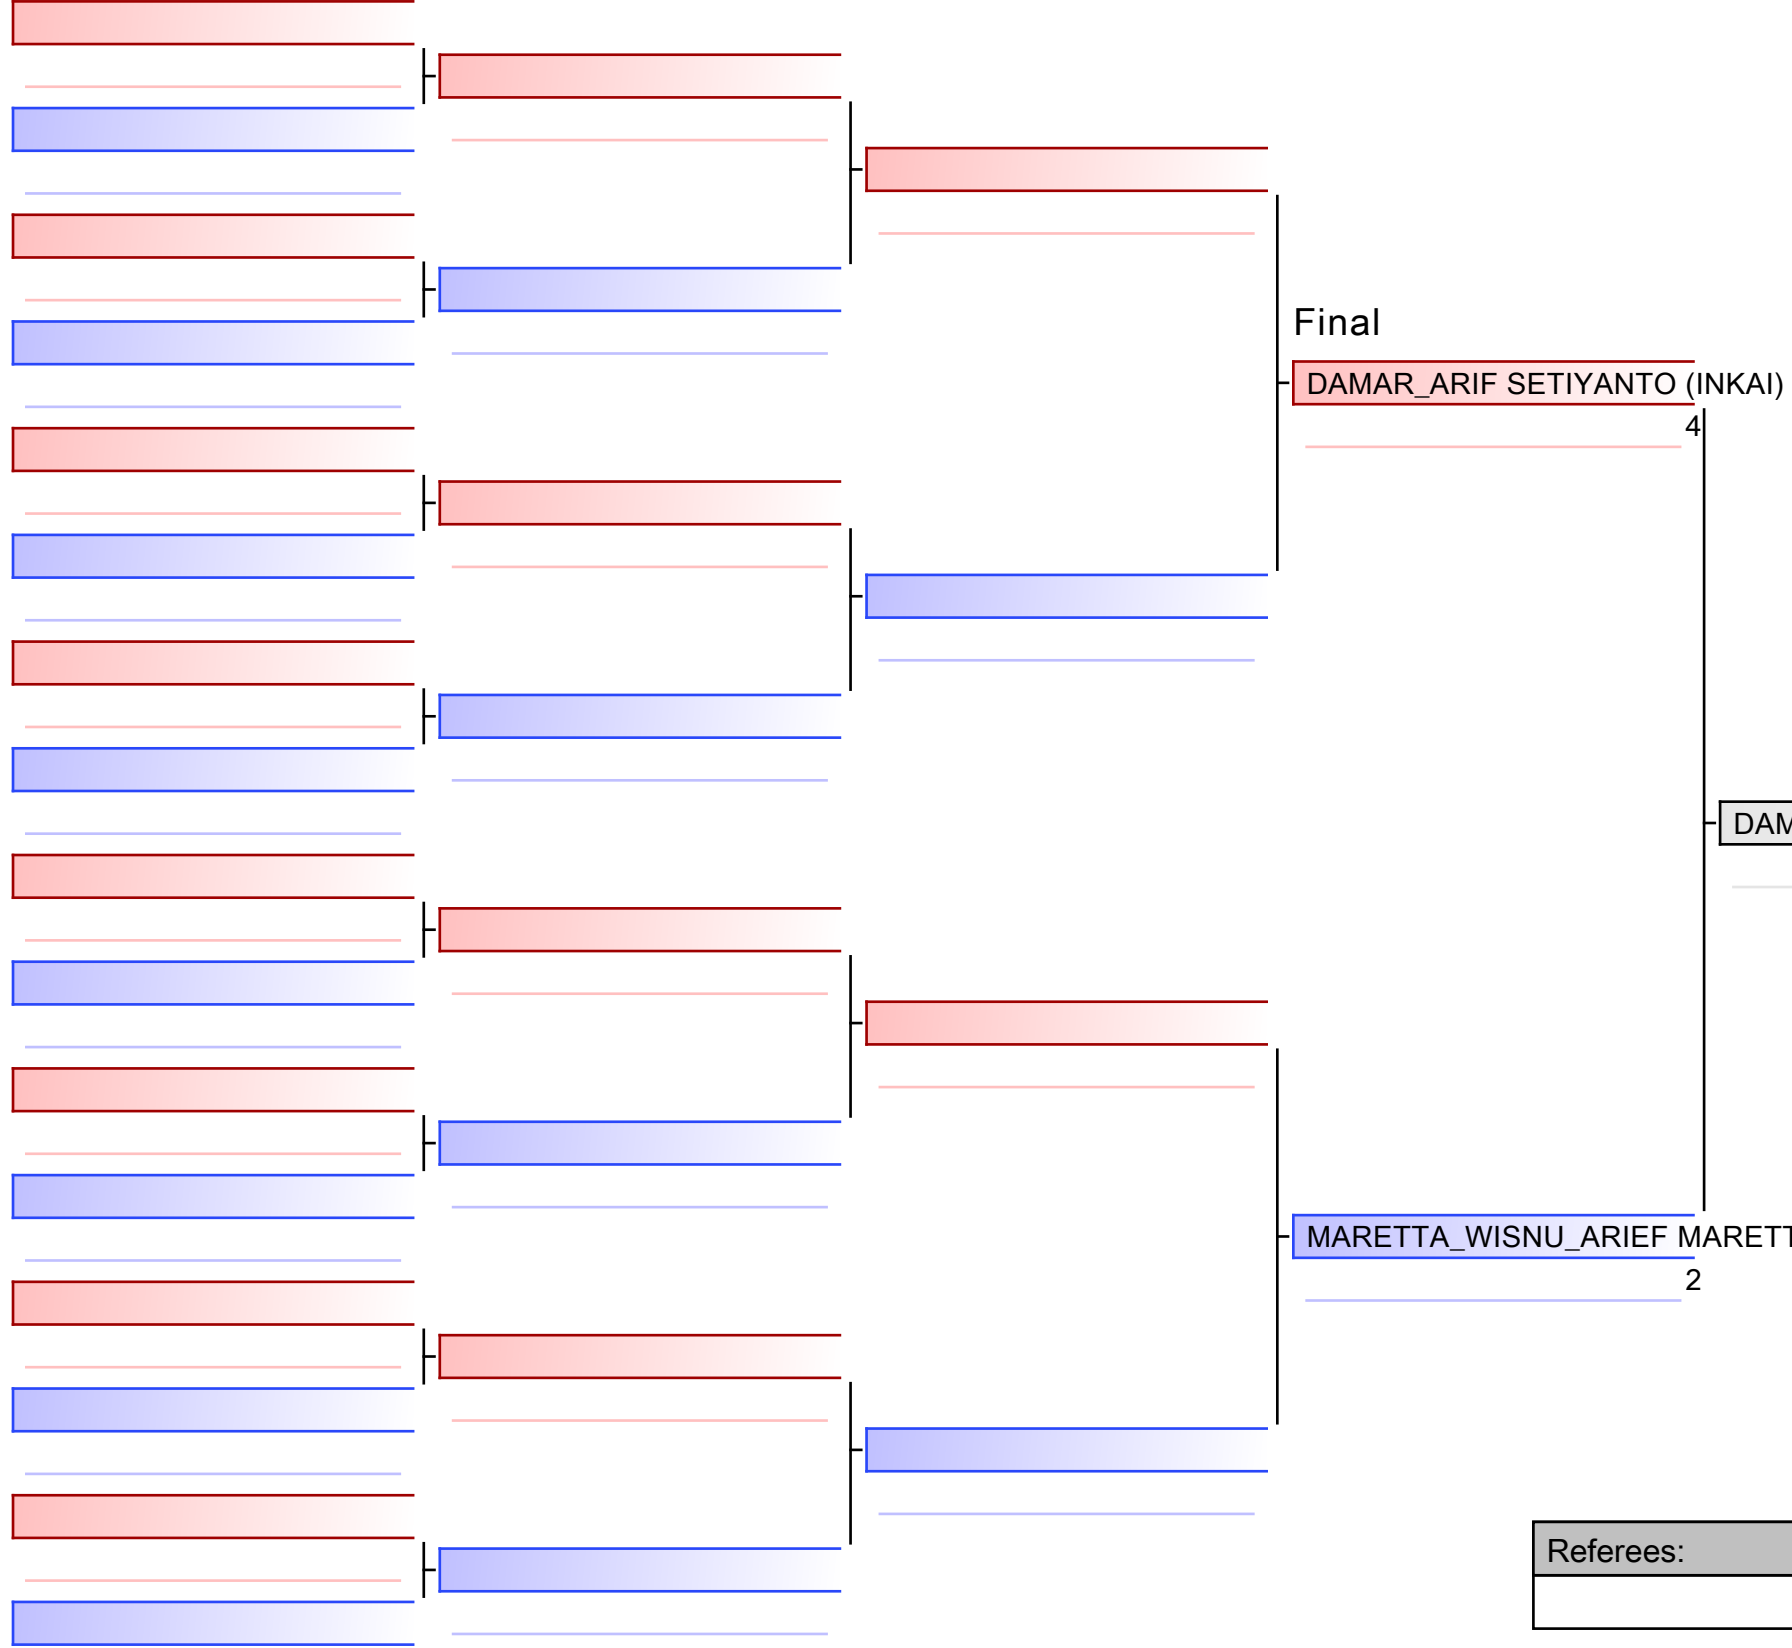 Final
DAMAR_ARIF SETIYANTO (INKAI)
4
DAM
MARETTA_WISNU_ARIEF MARETT
2
Referees: